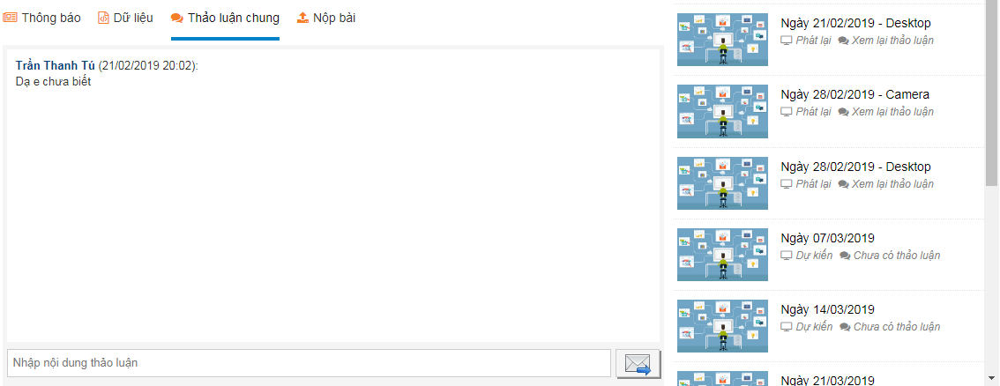 Thông báo Dữ liệu Thảo luận chung Nộp bài
Trần Thanh Tú (21/02/2019 20:02):
Dạ e chưa biết
Nhập nội dung thảo luận
Ngày 21/02/2019 - Desktop
Phát lại Xem lại thảo luận
Ngày 28/02/2019 - Camera
Phát lại Xem lại thảo luận
Ngày 28/02/2019 - Desktop
Phát lại Xem lại thảo luận
Ngày 07/03/2019
Dự kiến Chưa có thảo luận
Ngày 14/03/2019
Dự kiến Chưa có thảo luận
Ngày 21/03/2019